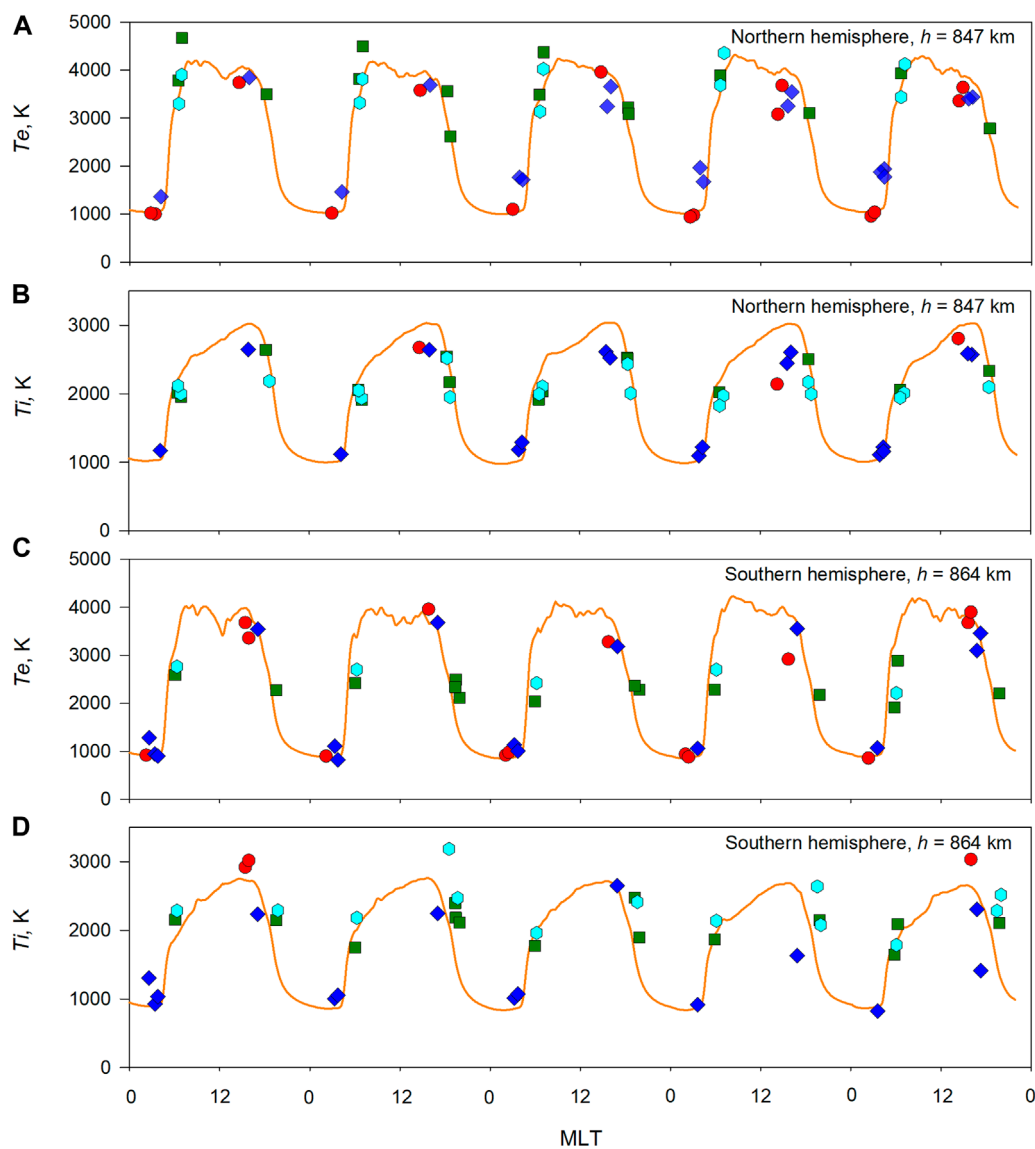 A
Te, K
5000
4000
3000
2000
1000
0
Northern hemisphere, h = 847 km
B
Ti, K
3000
2000
1000
0
Northern hemisphere, h = 847 km
C
Te, K
5000
4000
3000
2000
1000
0
Southern hemisphere, h = 864 km
D
Ti, K
3000
2000
1000
0
Southern hemisphere, h = 864 km
0 12 0 12 0 12 0 12 0 12 0
MLT